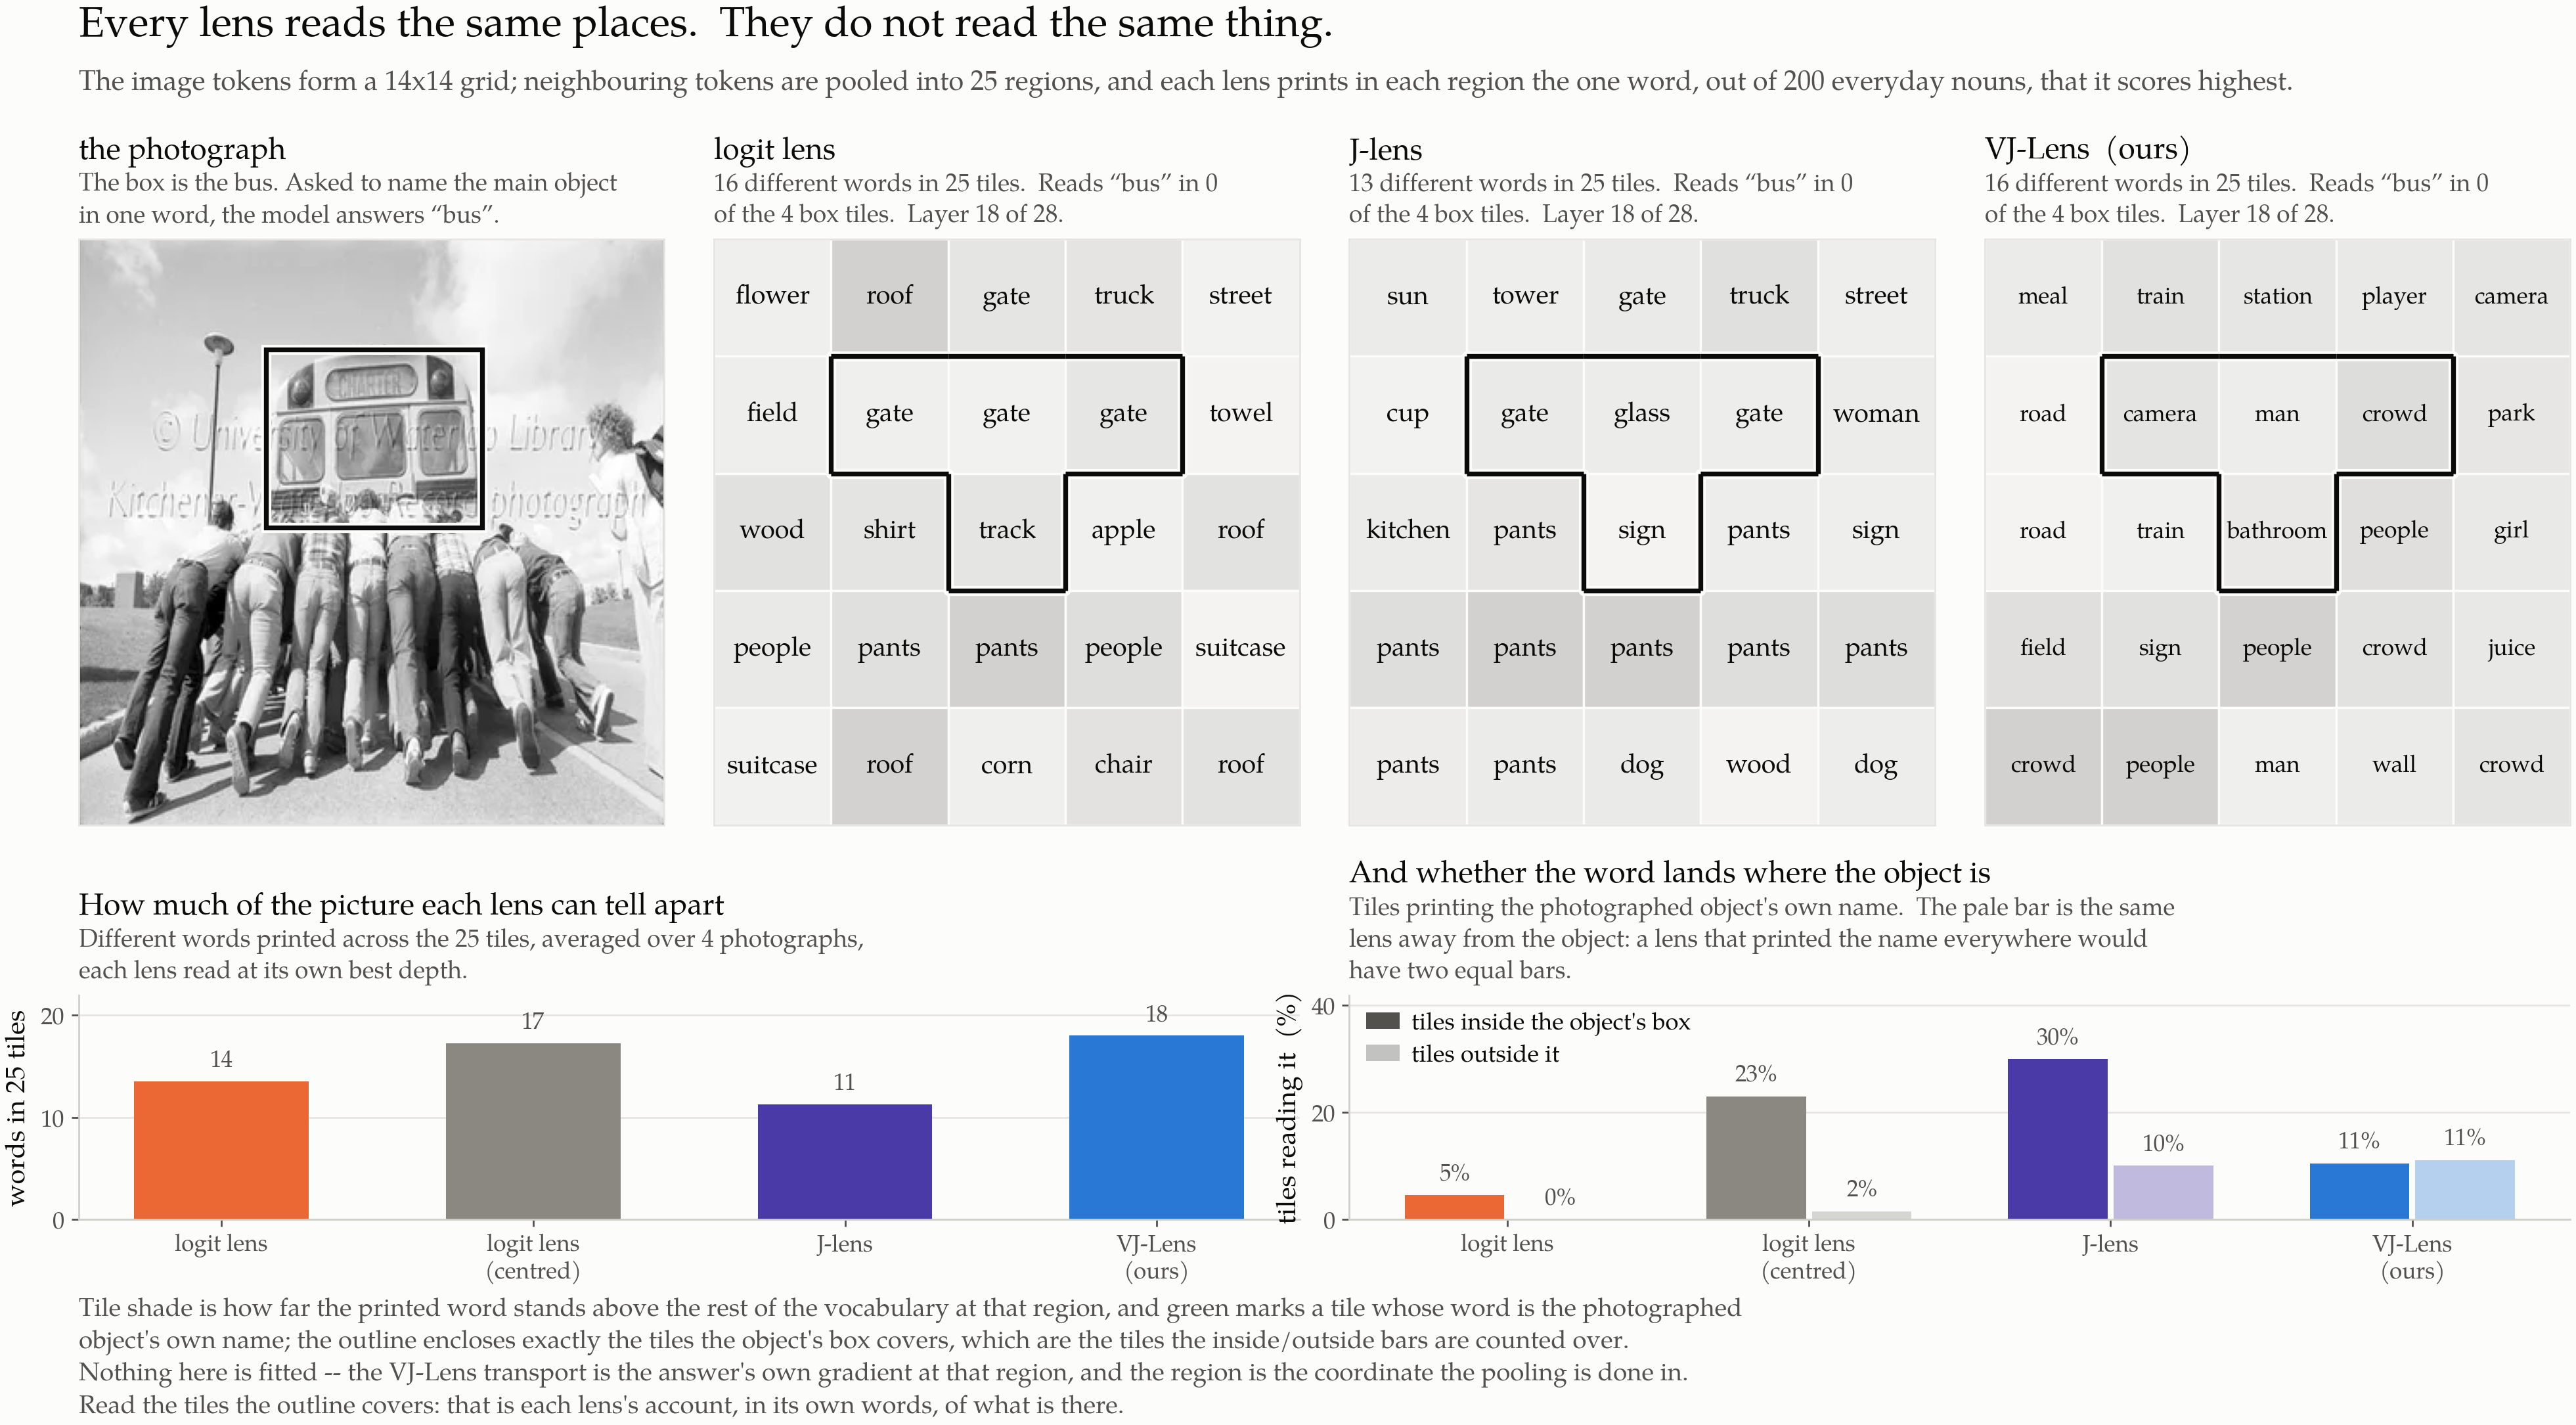 Every lens reads the same places.  They do not read the same thing.
The image tokens form a 14x14 grid; neighbouring tokens are pooled into 25 regions, and each lens prints in each region the one word, out of 200 everyday nouns, that it scores highest.
the photograph
The box is the bus. Asked to name the main object
in one word, the model answers “bus”.
CHARTER
© University of Waterloo Library
photograph
logit lens
16 different words in 25 tiles.  Reads “bus” in 0
of the 4 box tiles.  Layer 18 of 28.
flower roof gate truck street
field gate gate gate towel
wood shirt track apple roof
people pants pants people suitcase
suitcase roof corn chair roof
J-lens
13 different words in 25 tiles.  Reads “bus” in 0
of the 4 box tiles.  Layer 18 of 28.
sun tower gate truck street
cup gate glass gate woman
kitchen pants sign pants sign
pants pants pants pants pants
pants pants dog wood dog
VJ-Lens  (ours)
16 different words in 25 tiles.  Reads “bus” in 0
of the 4 box tiles.  Layer 18 of 28.
meal train station player camera
road camera man crowd park
road train bathroom people girl
field sign people crowd juice
crowd people man wall crowd
How much of the picture each lens can tell apart
Different words printed across the 25 tiles, averaged over 4 photographs,
each lens read at its own best depth.
words in 25 tiles
20
10
0
14 17 11 18
logit lens logit lens J-lens VJ-Lens
(centred) (ours)
And whether the word lands where the object is
Tiles printing the photographed object's own name.  The pale bar is the same
lens away from the object: a lens that printed the name everywhere would
have two equal bars.
tiles reading it  (%)
40
20
0
tiles inside the object's box
tiles outside it
5% 0% 23% 2% 30% 10% 11% 11%
logit lens logit lens J-lens VJ-Lens
(centred) (ours)
Tile shade is how far the printed word stands above the rest of the vocabulary at that region, and green marks a tile whose word is the photographed
object's own name; the outline encloses exactly the tiles the object's box covers, which are the tiles the inside/outside bars are counted over.
Nothing here is fitted -- the VJ-Lens transport is the answer's own gradient at that region, and the region is the coordinate the pooling is done in.
Read the tiles the outline covers: that is each lens's account, in its own words, of what is there.